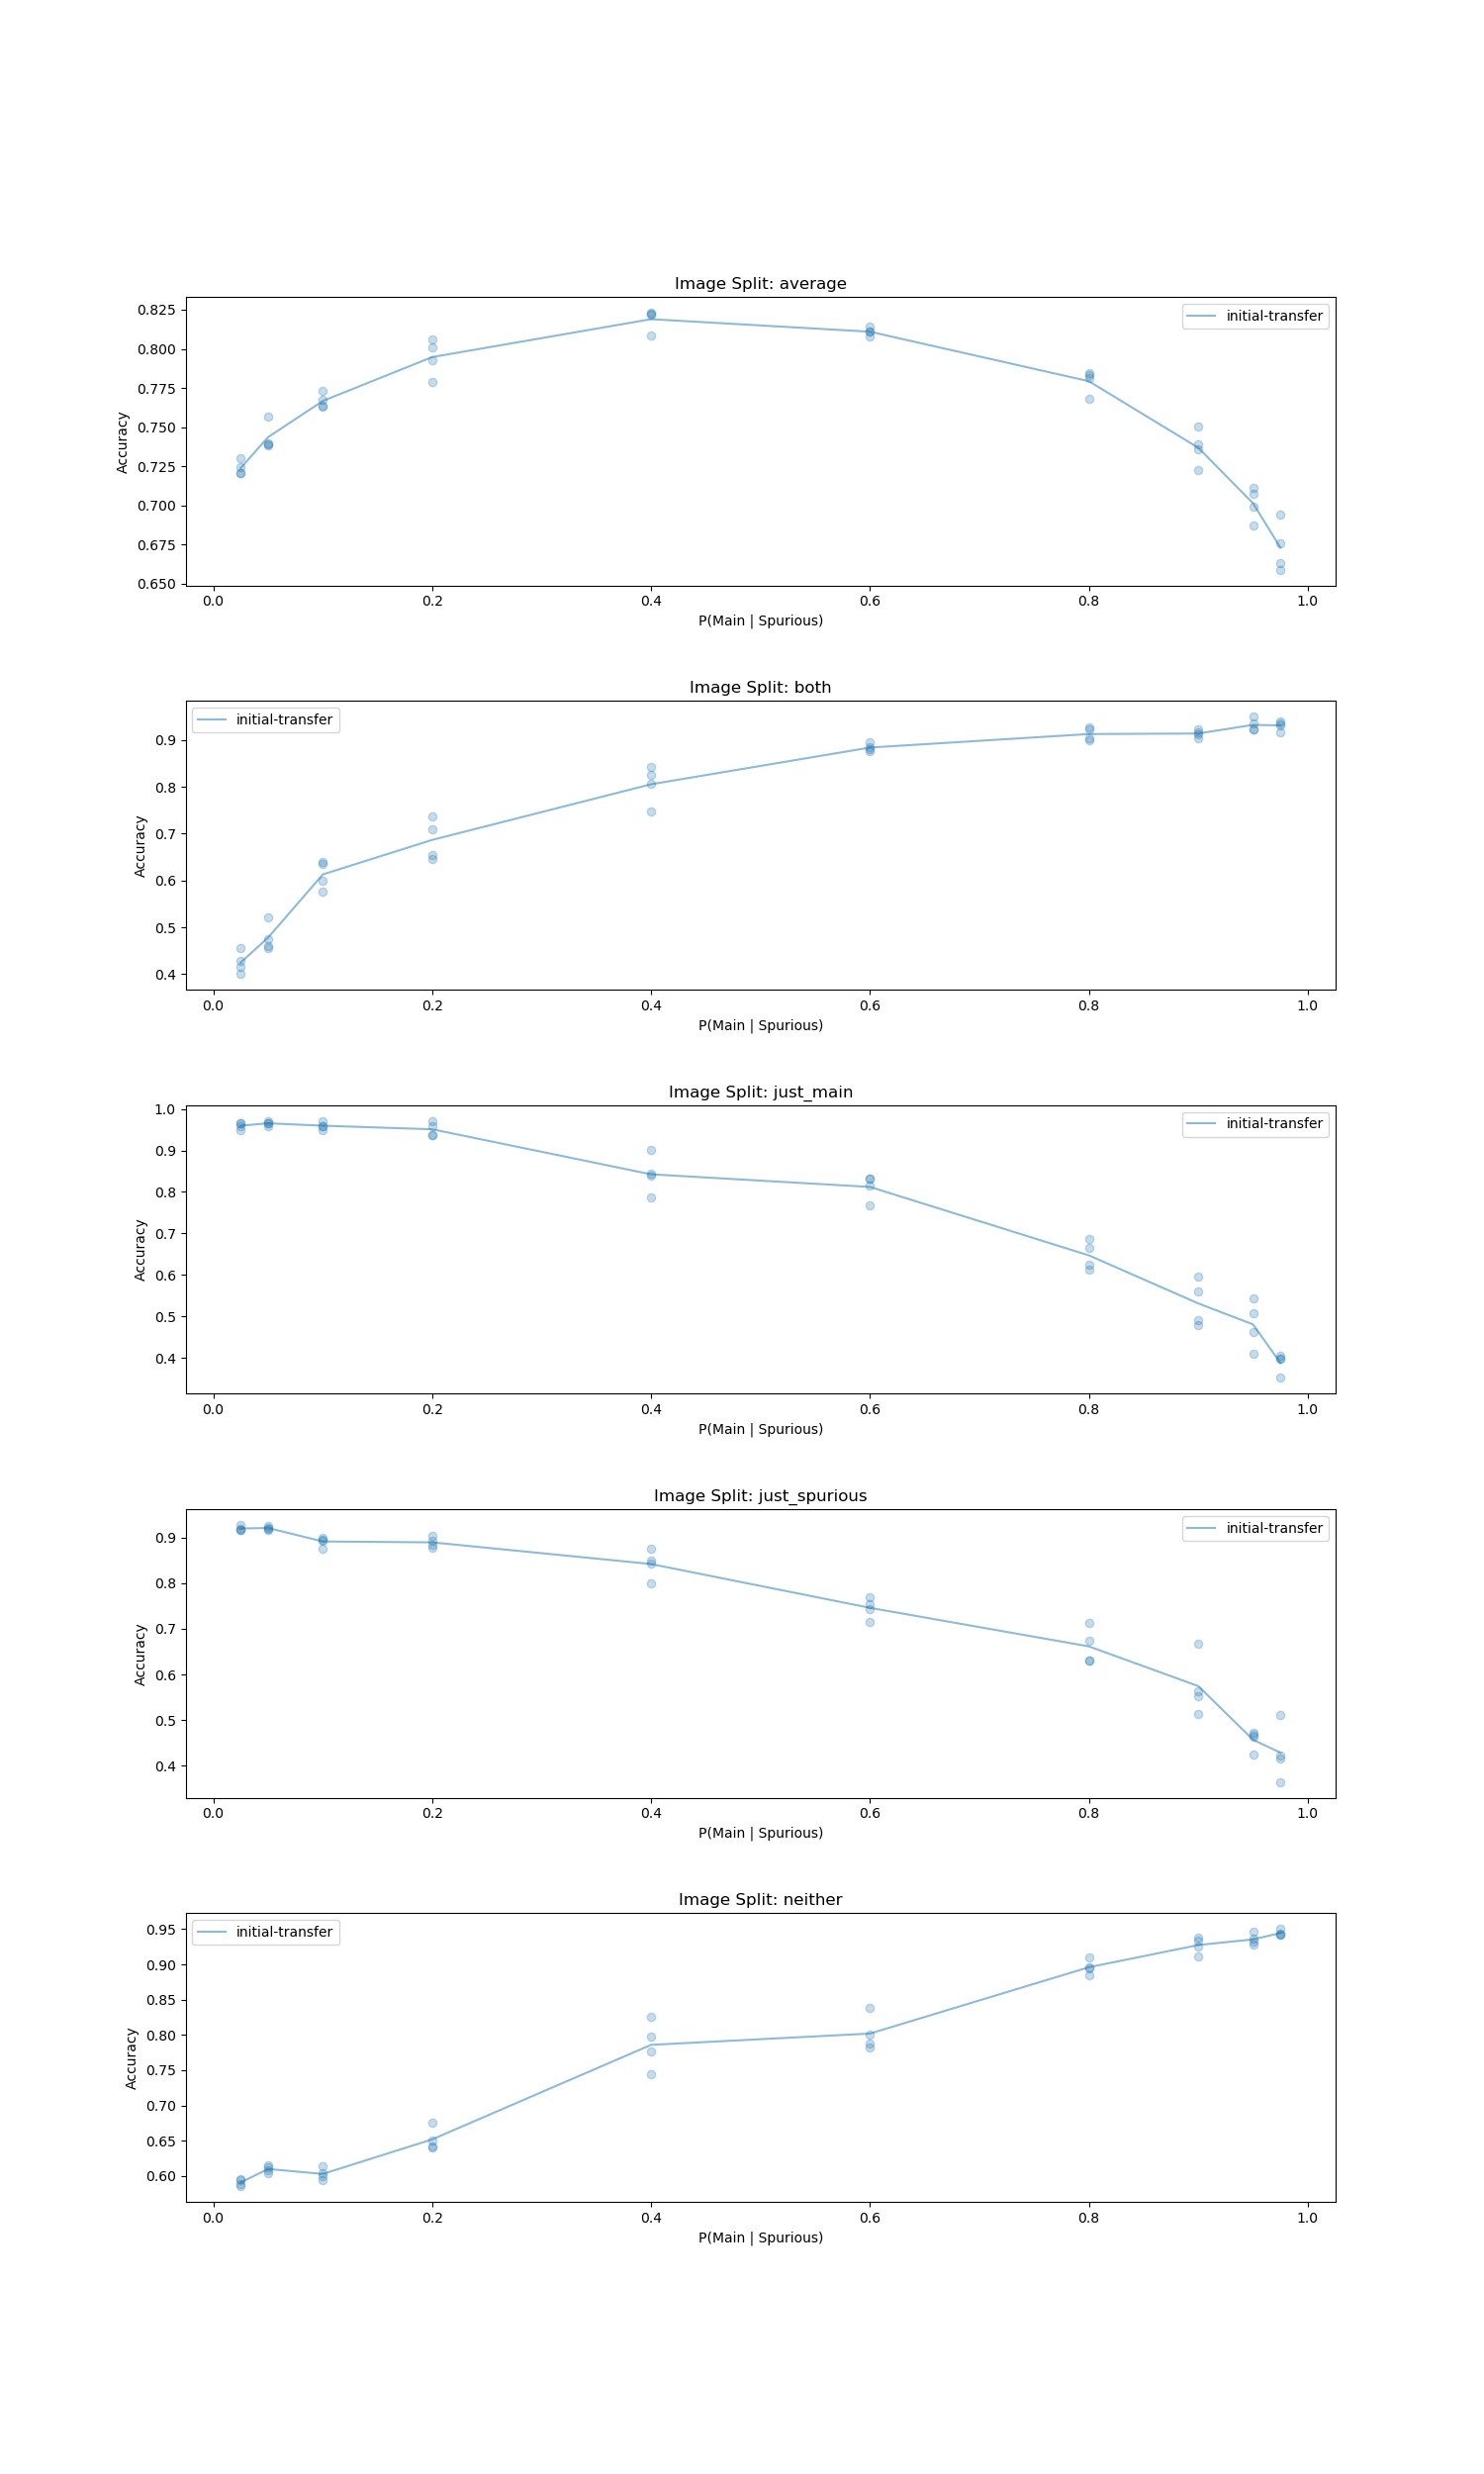 Image Split: average
Accuracy
0.825
0.800
0.775
0.750
0.725
0.700
0.675
0.650
initial-transfer
0.0 0.2 0.4 0.6 0.8 1.0
P(Main | Spurious)
Image Split: both
Accuracy
0.9
0.8
0.7
0.6
0.5
0.4
initial-transfer
0.0 0.2 0.4 0.6 0.8 1.0
P(Main | Spurious)
Image Split: just_main
Accuracy
1.0
0.9
0.8
0.7
0.6
0.5
0.4
initial-transfer
0.0 0.2 0.4 0.6 0.8 1.0
P(Main | Spurious)
Image Split: just_spurious
Accuracy
0.9
0.8
0.7
0.6
0.5
0.4
initial-transfer
0.0 0.2 0.4 0.6 0.8 1.0
P(Main | Spurious)
Image Split: neither
Accuracy
0.95
0.90
0.85
0.80
0.75
0.70
0.65
0.60
initial-transfer
0.0 0.2 0.4 0.6 0.8 1.0
P(Main | Spurious)